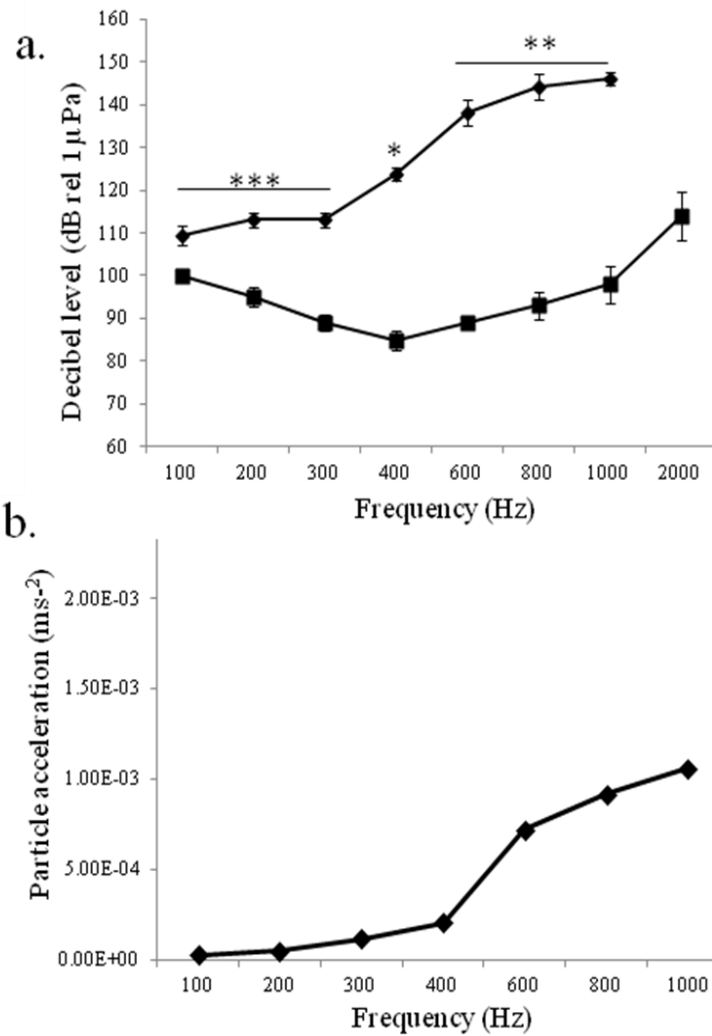 a.
Decibel level (dB rel 1 μ Pa)
160
150
140
130
120
110
100
90
80
70
60
***
*
**
100 200 300 400 600 800 1000 2000
Frequency (Hz)
b.
Particle acceleration (ms-²)
2.00E-03
1.50E-03
1.00E-03
5.00E-04
0.00E+00
100 200 300 400 600 800 1000
Frequency (Hz)